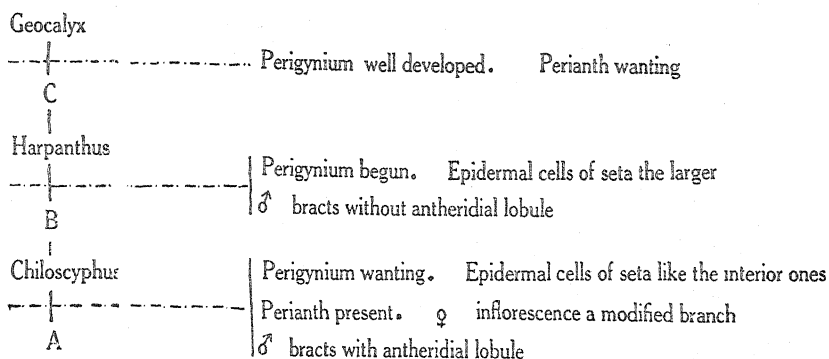 Geocalyx
Perigynium well developed. Perianth wanting
C
Harpanthus
Perigynium begun. Epidermal cells of seta the larger
♂ bracts without antheridial lobule
B
Chiloscyphus
Perigynium wanting. Epidermal cells of seta like the interior ones
Perianth present. ♀ inflorescence a modified branch
A
♂ bracts with antheridial lobule